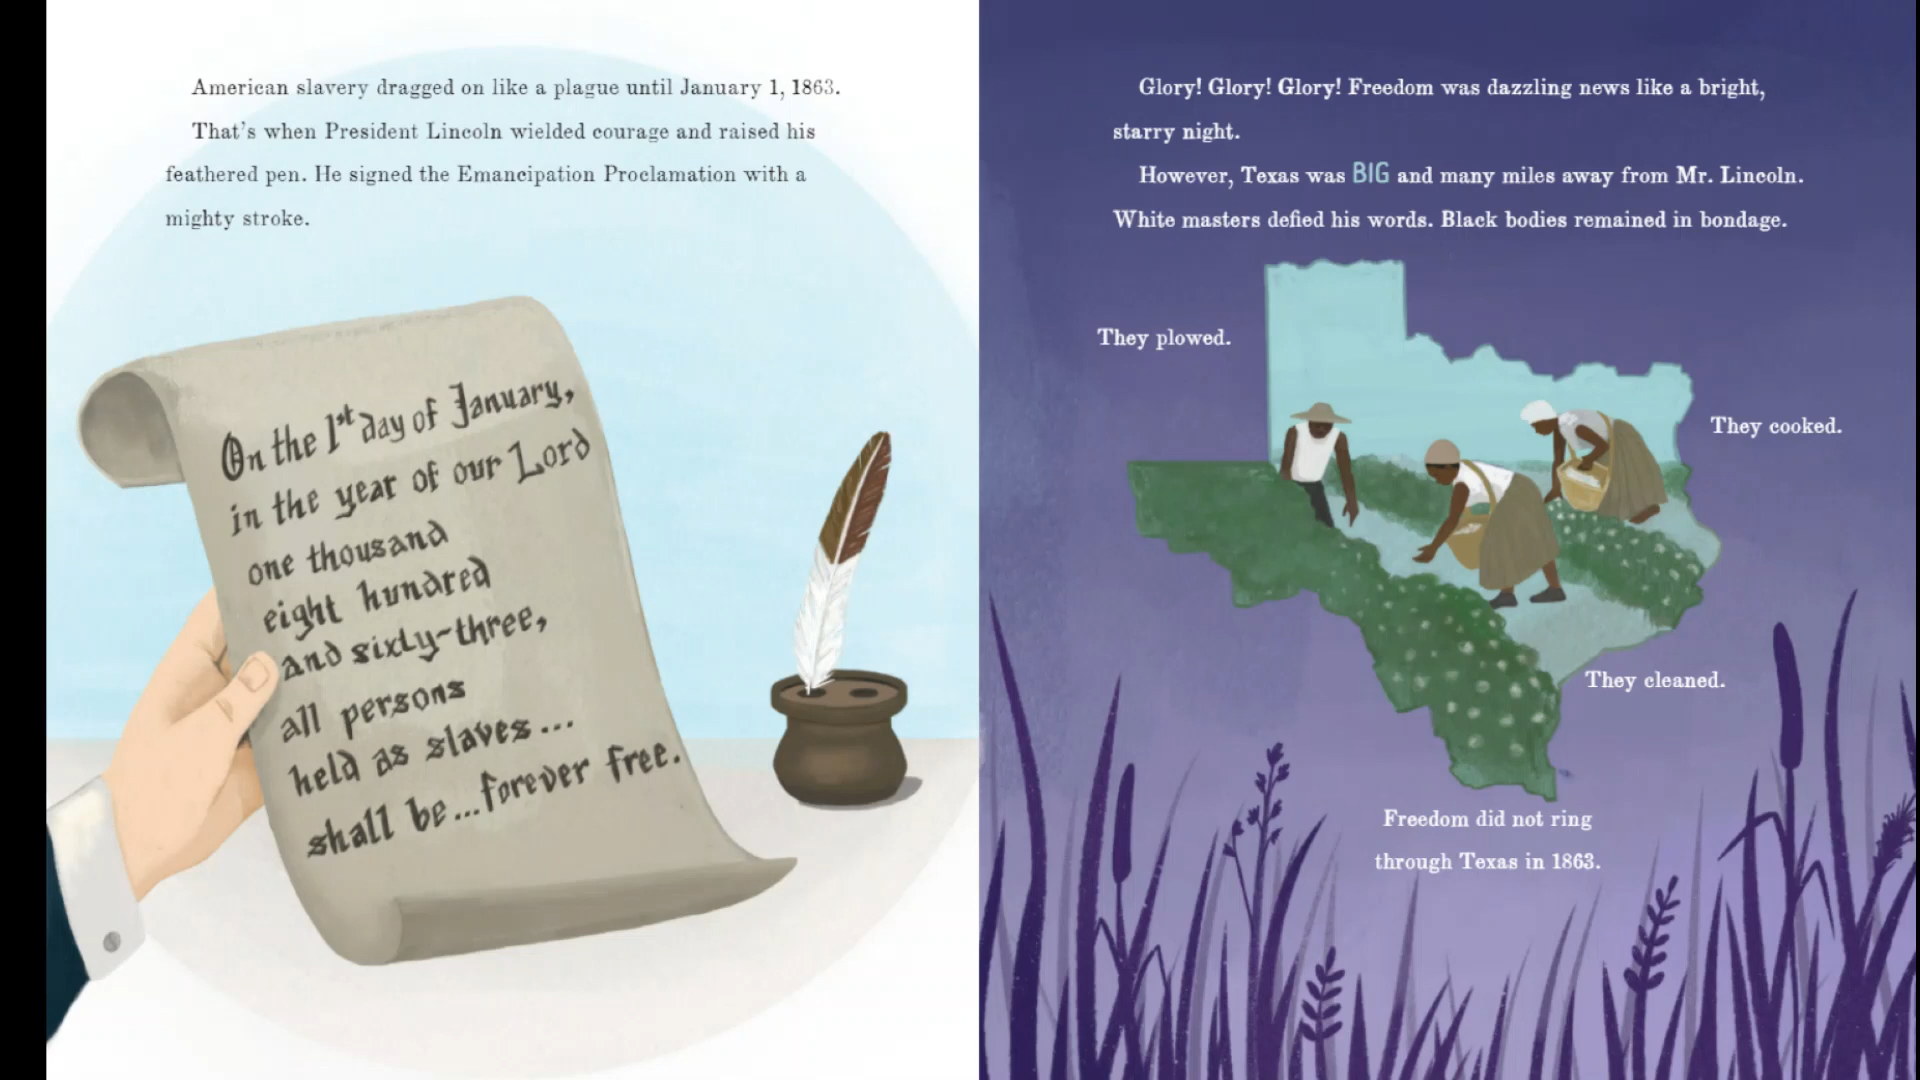 American slavery dragged on like a plague until January 1, 1863.
That's when President Lincoln wielded courage and raised his
feathered pen. He signed the Emancipation Proclamation with a
mighty stroke.
On the 1st day of January,
in the year of our Lord
one thousand
eight hundred
and sixty-three,
all persons
held as slaves...
shall be...forever free.
Glory! Glory! Glory! Freedom was dazzling news like a bright,
starry night.
However, Texas was BIG and many miles away from Mr. Lincoln.
White masters defied his words. Black bodies remained in bondage.
They plowed.
They cooked.
They cleaned.
Freedom did not ring
through Texas in 1863.